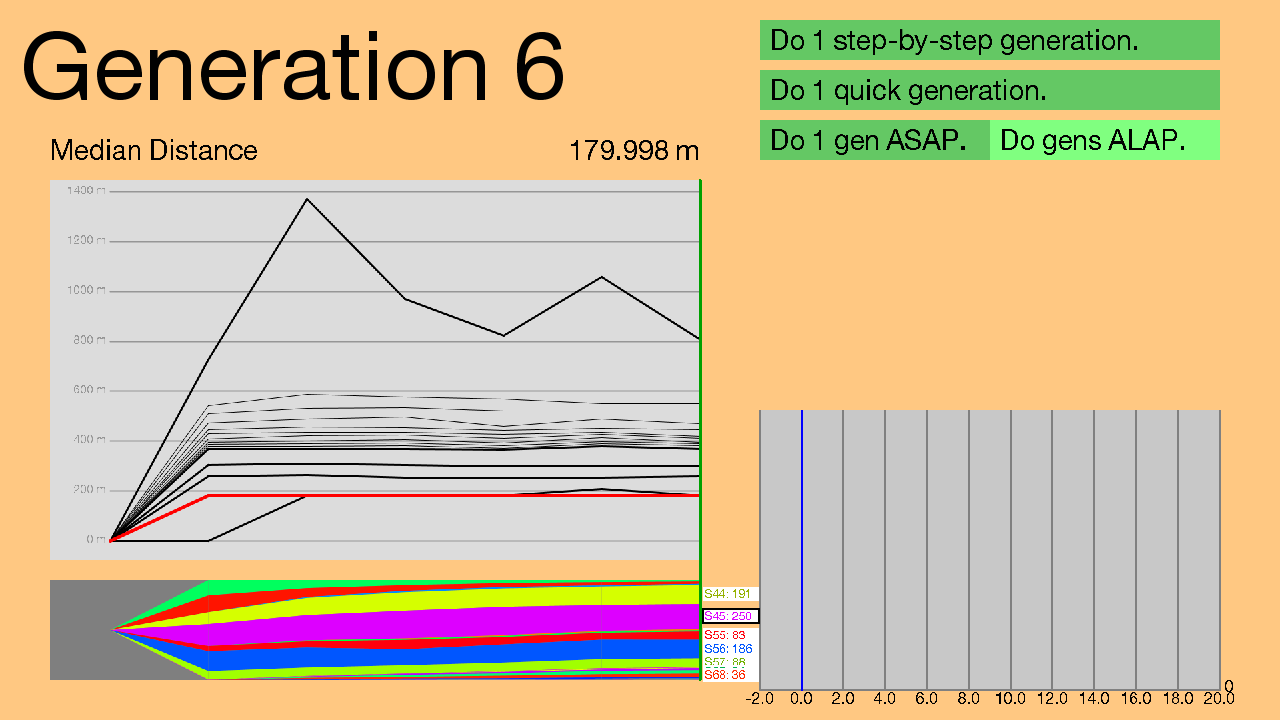 Generation 6
Do 1 step-by-step generation.
Do 1 quick generation.
Do 1 gen ASAP.
Do gens ALAP.
Median Distance
179.998 m
1400 m
1200 m
1000 m
800 m
600 m
400 m
200 m
0 m
S44: 191
S45: 250
S55: 83
S56: 186
S57: 88
S68: 36
0
-2.0 0.0 2.0 4.0 6.0 8.0 10.0 12.0 14.0 16.0 18.0 20.0